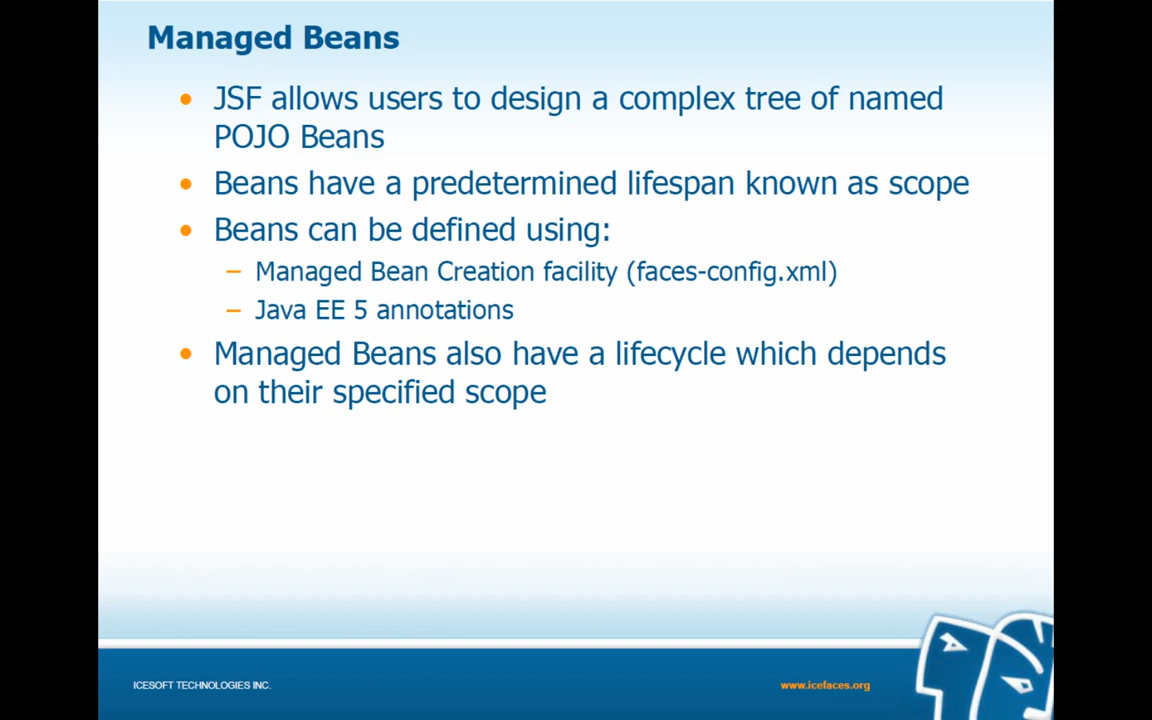 Managed Beans
• JSF allows users to design a complex tree of named
POJO Beans
• Beans have a predetermined lifespan known as scope
• Beans can be defined using:
– Managed Bean Creation facility (faces-config.xml)
– Java EE 5 annotations
• Managed Beans also have a lifecycle which depends
on their specified scope
ICESOFT TECHNOLOGIES INC.
www.icefaces.org